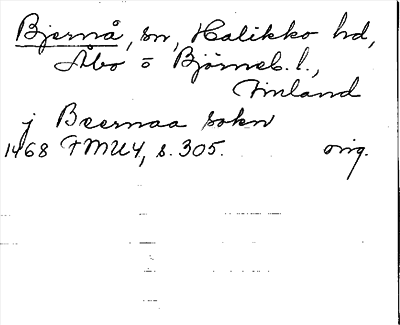 Bjernå, sn, Halikko hd,
Åbo o Björneb. l.,
Finland
j Beernaa sokn
1468 FMU4, s. 305. orig.